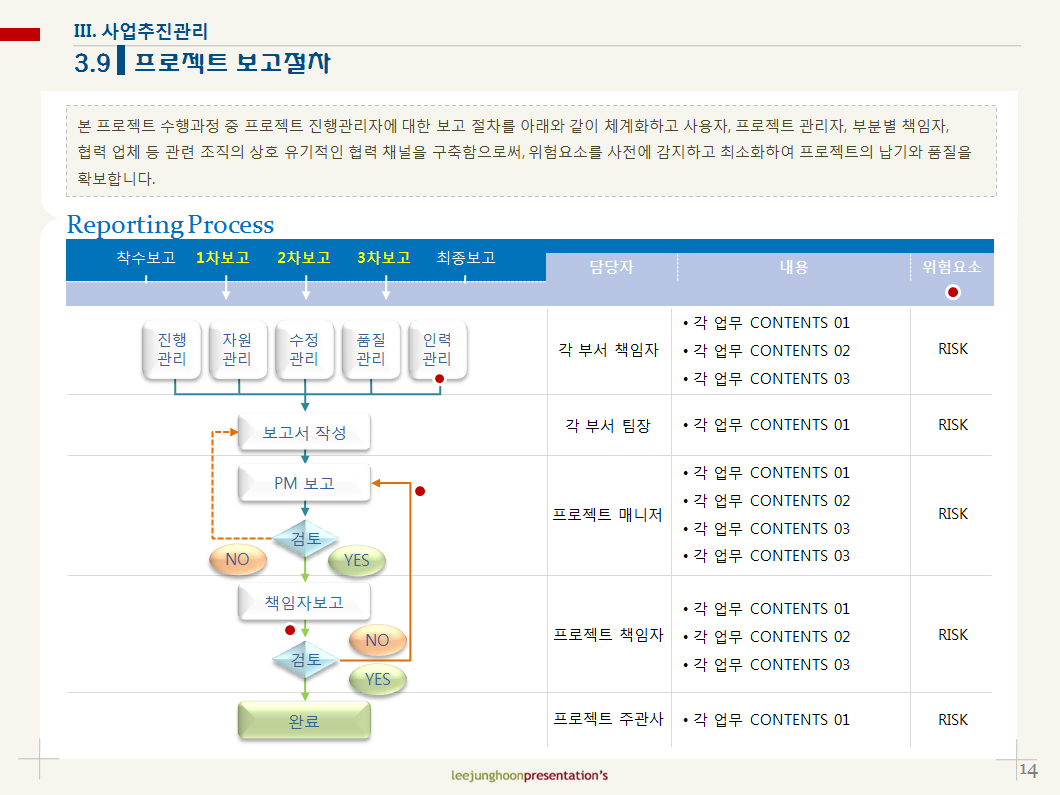 III. 사업추진관리
3.9 프로젝트 보고절차
본 프로젝트 수행과정 중 프로젝트 진행관리자에 대한 보고 절차를 아래와 같이 체계화하고 사용자, 프로젝트 관리자, 부분별 책임자,
협력 업체 등 관련 조직의 상호 유기적인 협력 채널을 구축함으로써, 위험요소를 사전에 감지하고 최소화하여 프로젝트의 납기와 품질을
확보합니다.
Reporting Process
착수보고 1차보고 2차보고 3차보고 최종보고
담당자 내용 위험요소
진행
관리
자원
관리
수정
관리
품질
관리
인력
관리
각 부서 책임자
• 각 업무 CONTENTS 01
• 각 업무 CONTENTS 02
• 각 업무 CONTENTS 03
RISK
보고서 작성
각 부서 팀장
• 각 업무 CONTENTS 01
RISK
PM 보고
검토
NO
YES
프로젝트 매니저
• 각 업무 CONTENTS 01
• 각 업무 CONTENTS 02
• 각 업무 CONTENTS 03
• 각 업무 CONTENTS 03
RISK
책임자보고
검토
NO
YES
프로젝트 책임자
• 각 업무 CONTENTS 01
• 각 업무 CONTENTS 02
• 각 업무 CONTENTS 03
RISK
완료
프로젝트 주관사
• 각 업무 CONTENTS 01
RISK
leejunghoonpresentation's
14